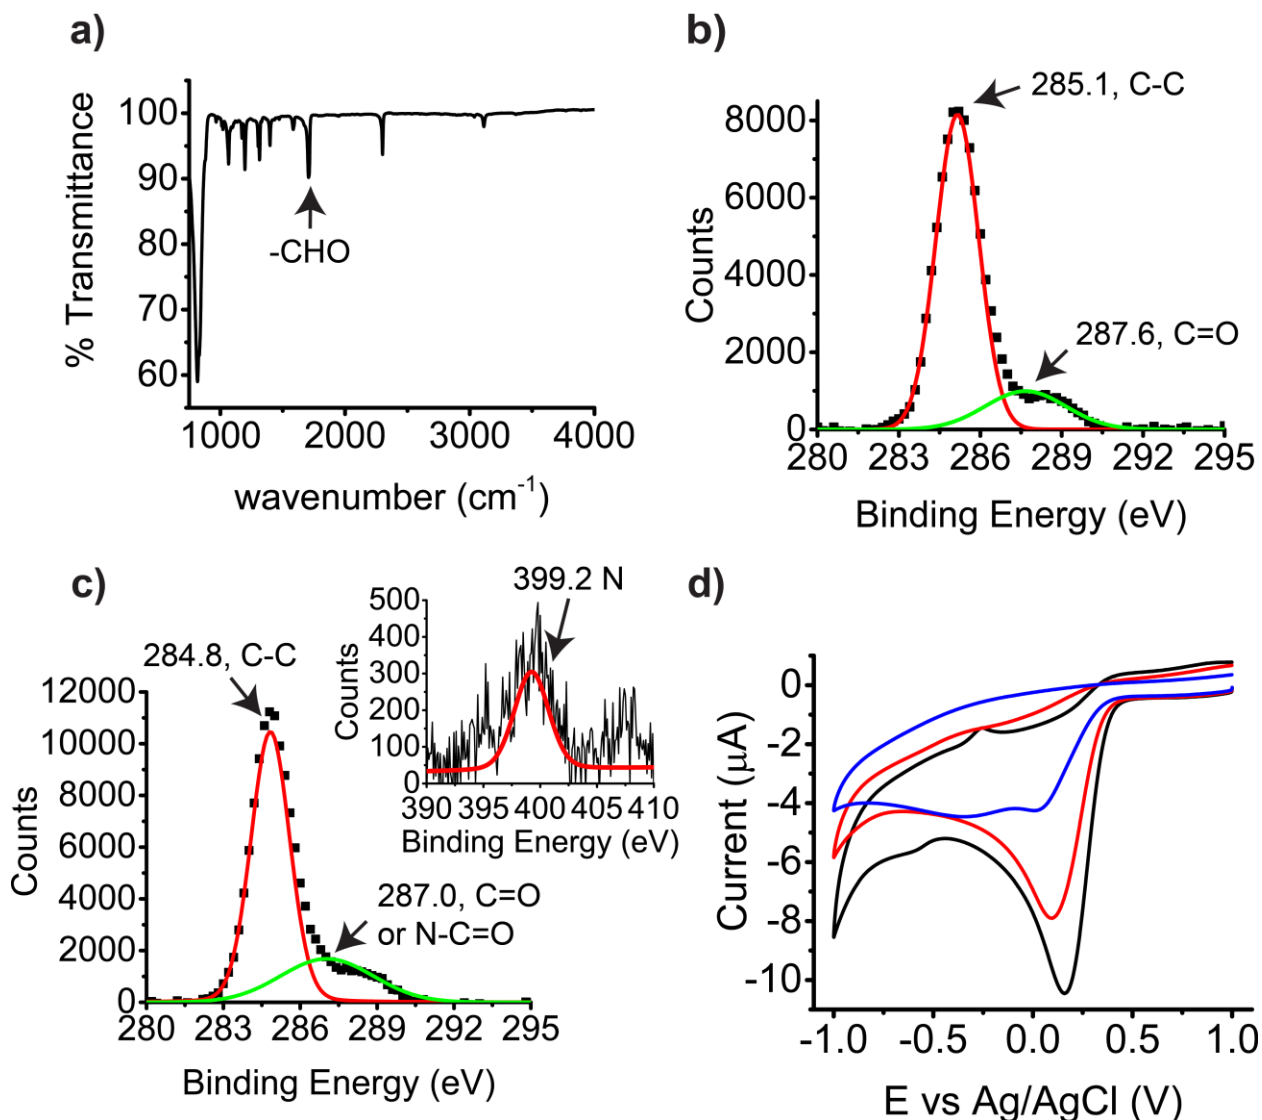 a)
% Transmittance
100
90
80
70
60
-CHO
1000 2000 3000 4000
wavenumber (cm-1)
b)
Counts
8000
6000
4000
2000
0
285.1, C-C
287.6, C=O
280 283 286 289 292 295
Binding Energy (eV)
c)
Counts
12000
10000
8000
6000
4000
2000
0
284.8, C-C
287.0, C=O
or N-C=O
280 283 286 289 292 295
Binding Energy (eV)
399.2 N
Counts
500
400
300
200
100
0
390 395 400 405 410
Binding Energy (eV)
d)
Current (μA)
0
-2
-4
-6
-8
-10
-1.0 -0.5 0.0 0.5 1.0
E vs Ag/AgCl (V)